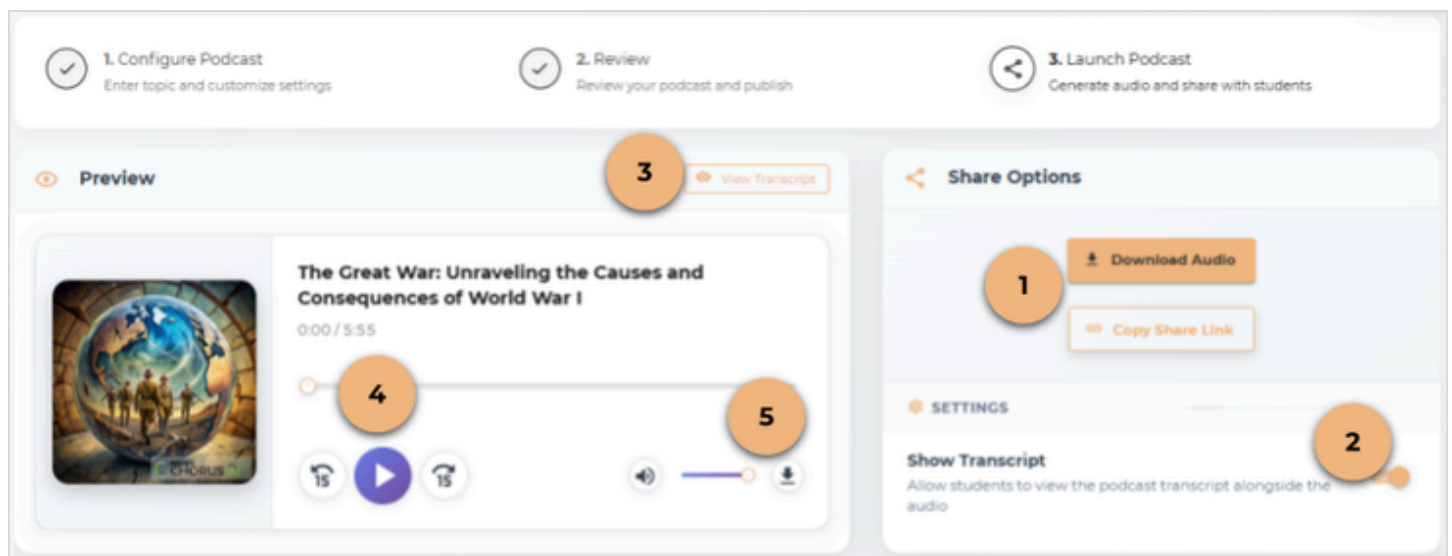 1. Configure Podcast
Enter topic and customize settings
2. Review
Review your podcast and publish
3. Launch Podcast
Generate audio and share with students
Preview
3
View Transcript
The Great War: Unraveling the Causes and
Consequences of World War I
0:00 / 5:55
4
5
15
15
CHORUS
Share Options
1
Download Audio
Copy Share Link
SETTINGS
2
Show Transcript
Allow students to view the podcast transcript alongside the
audio